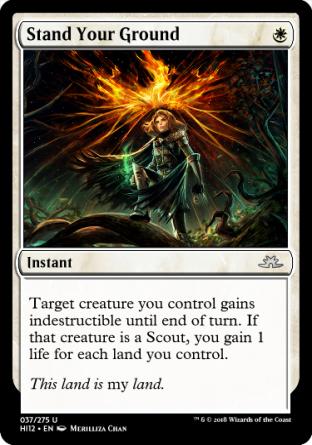 Stand Your Ground
Instant
Target creature you control gains
indestructible until end of turn. If
that creature is a Scout, you gain 1
life for each land you control.
This land is my land.
037/275 U
HI12 • EN MERILLIZA CHAN
™ & © 2018 Wizards of the Coast